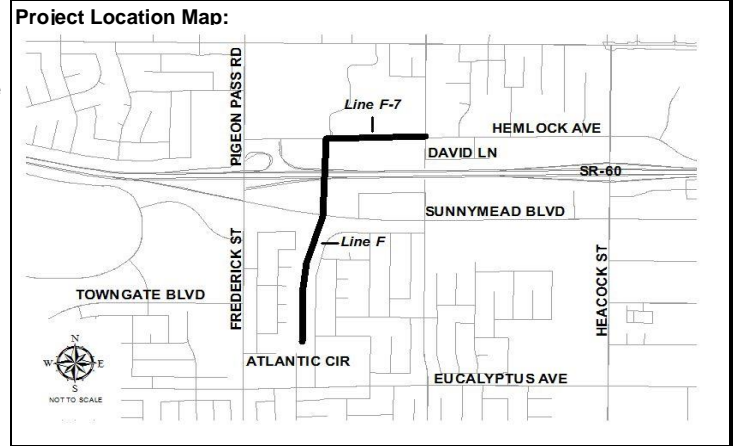 Project Location Map:
PIGEON PASS RD
Line F-7
HEMLOCK AVE
DAVID LN
SR-60
SUNNYMEAD BLVD
Line F
FREDERICK ST
HEACOCK ST
TOWNGATE BLVD
N
W
E
S
NOT TO SCALE
ATLANTIC CIR
EUCALYPTUS AVE